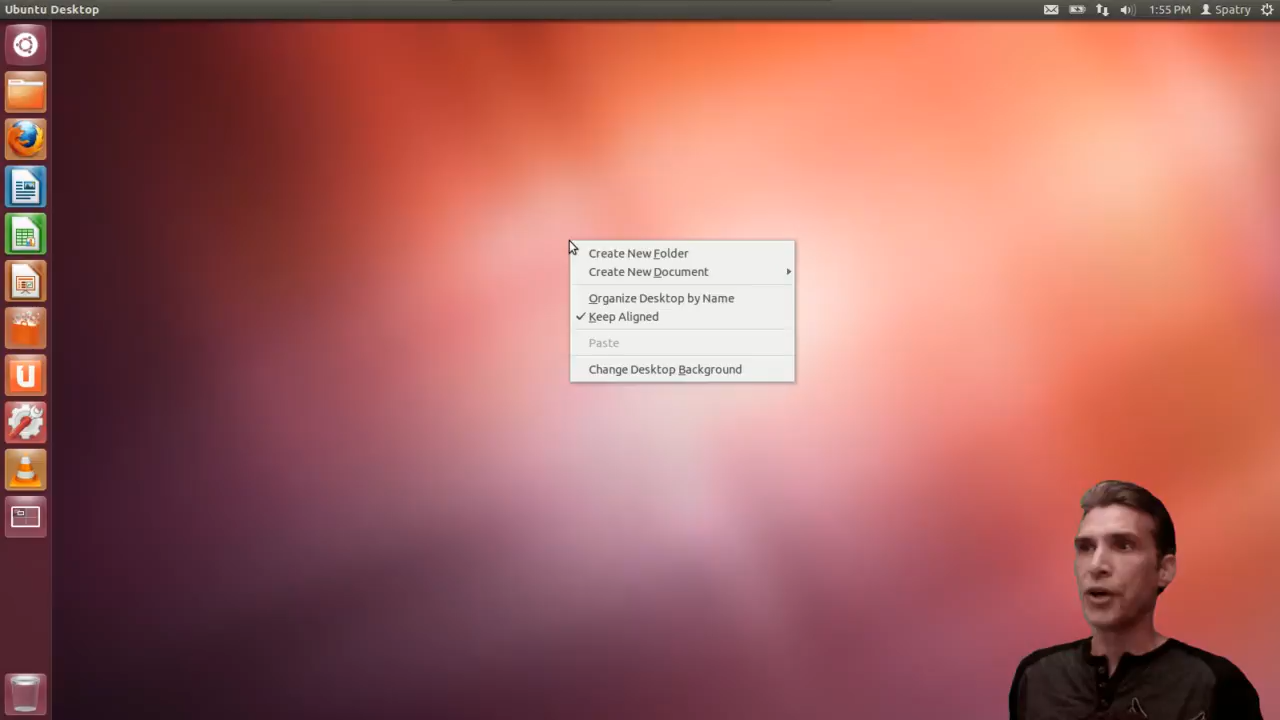 Ubuntu Desktop
1:55 PM
Spatry
Create New Folder
Create New Document
Organize Desktop by Name
Keep Aligned
Paste
Change Desktop Background
U